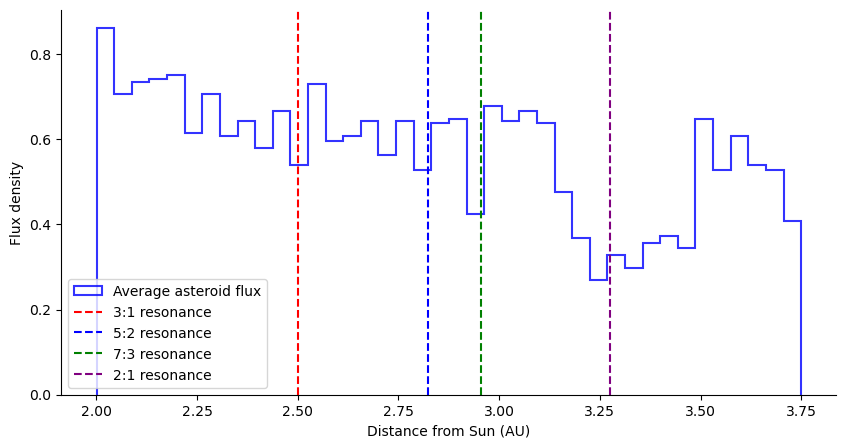 0.8
0.6
0.4
0.2
0.0
Flux density
Average asteroid flux
3:1 resonance
5:2 resonance
7:3 resonance
2:1 resonance
2.00 2.25 2.50 2.75 3.00 3.25 3.50 3.75
Distance from Sun (AU)